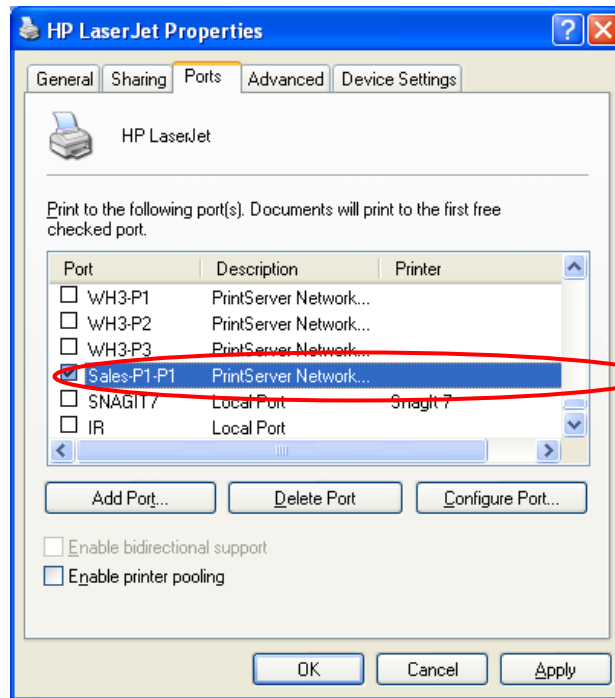 HP LaserJet Properties
General Sharing Ports Advanced Device Settings
HP LaserJet
Print to the following port(s). Documents will print to the first free
checked port.
Port Description Printer
WH3-P1 PrintServer Network...
WH3-P2 PrintServer Network...
WH3-P3 PrintServer Network...
Sales-P1-P1 PrintServer Network...
SNAGIT7 Local Port SnagIt 7
IR Local Port
Add Port... Delete Port Configure Port...
Enable bidirectional support
Enable printer pooling
OK Cancel Apply